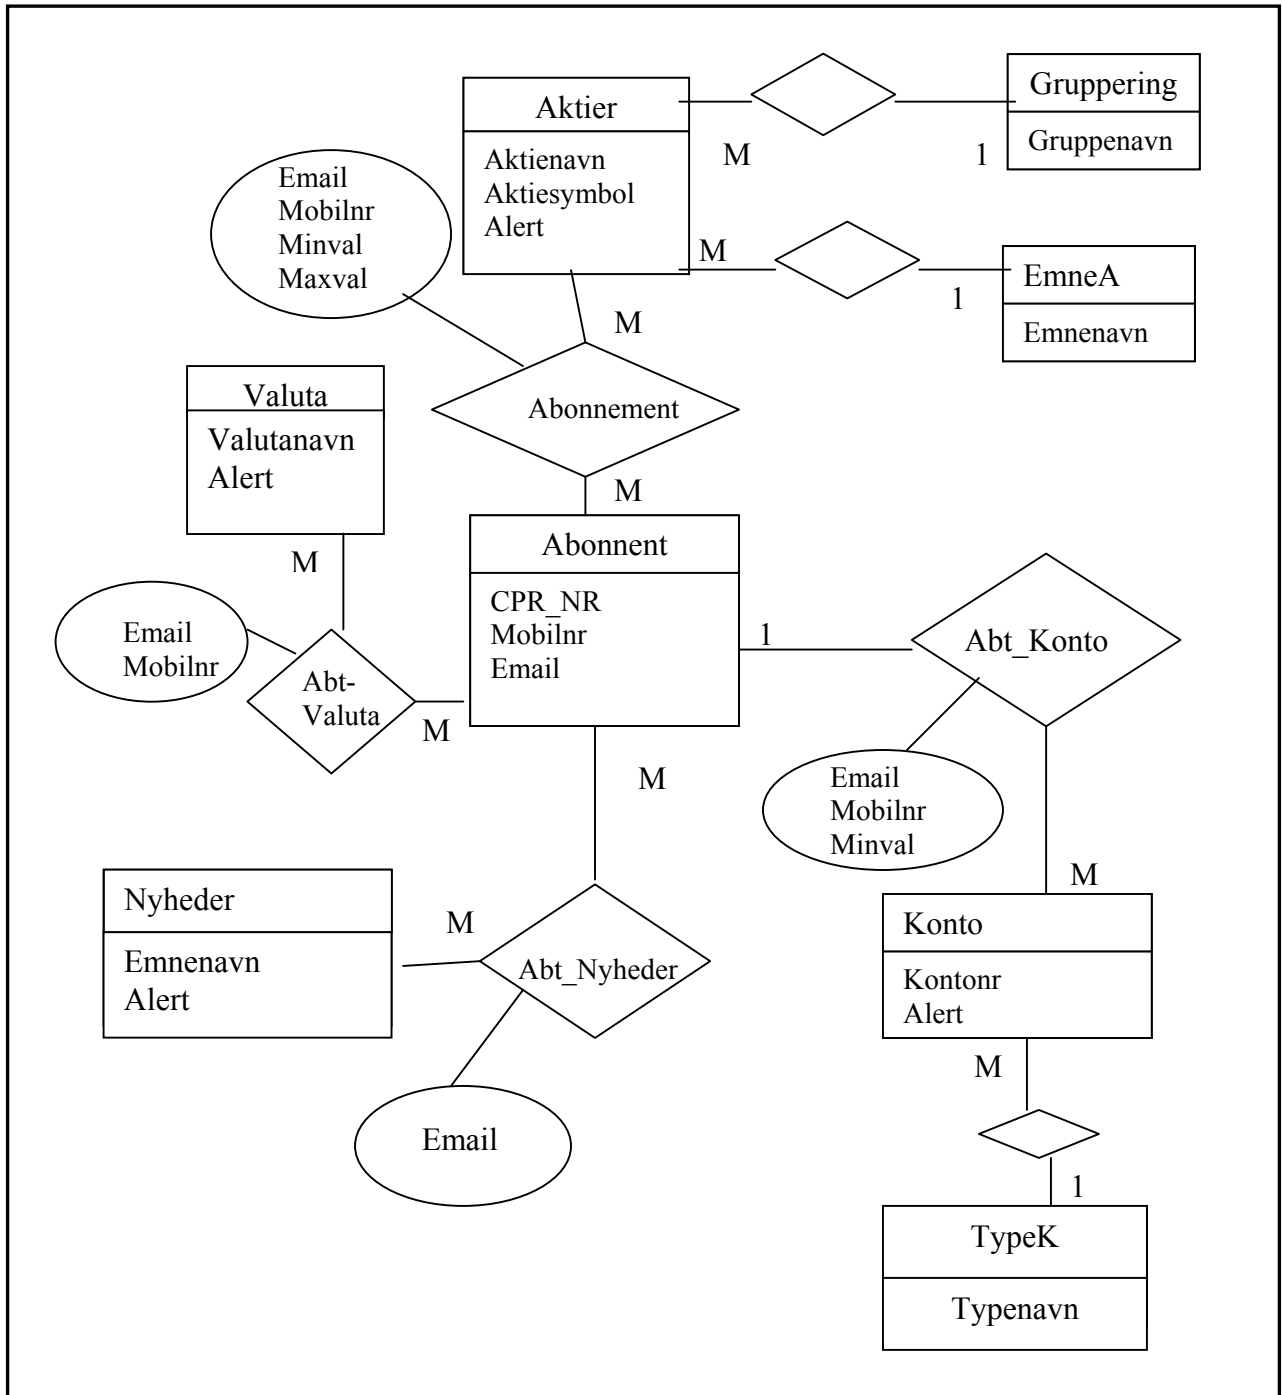 Aktier
Aktienavn
Aktiesymbol
Alert
M
1
Gruppering
Gruppenavn
M
1
EmneA
Emnenavn
Email
Mobilnr
Minval
Maxval
M
Abonnement
M
Valuta
Valutanavn
Alert
M
Email
Mobilnr
Abt-
Valuta
M
Abonnent
CPR_NR
Mobilnr
Email
1
Abt_Konto
Email
Mobilnr
Minval
M
M
Nyheder
Emnenavn
Alert
M
Abt_Nyheder
Email
Konto
Kontonr
Alert
M
1
TypeK
Typenavn